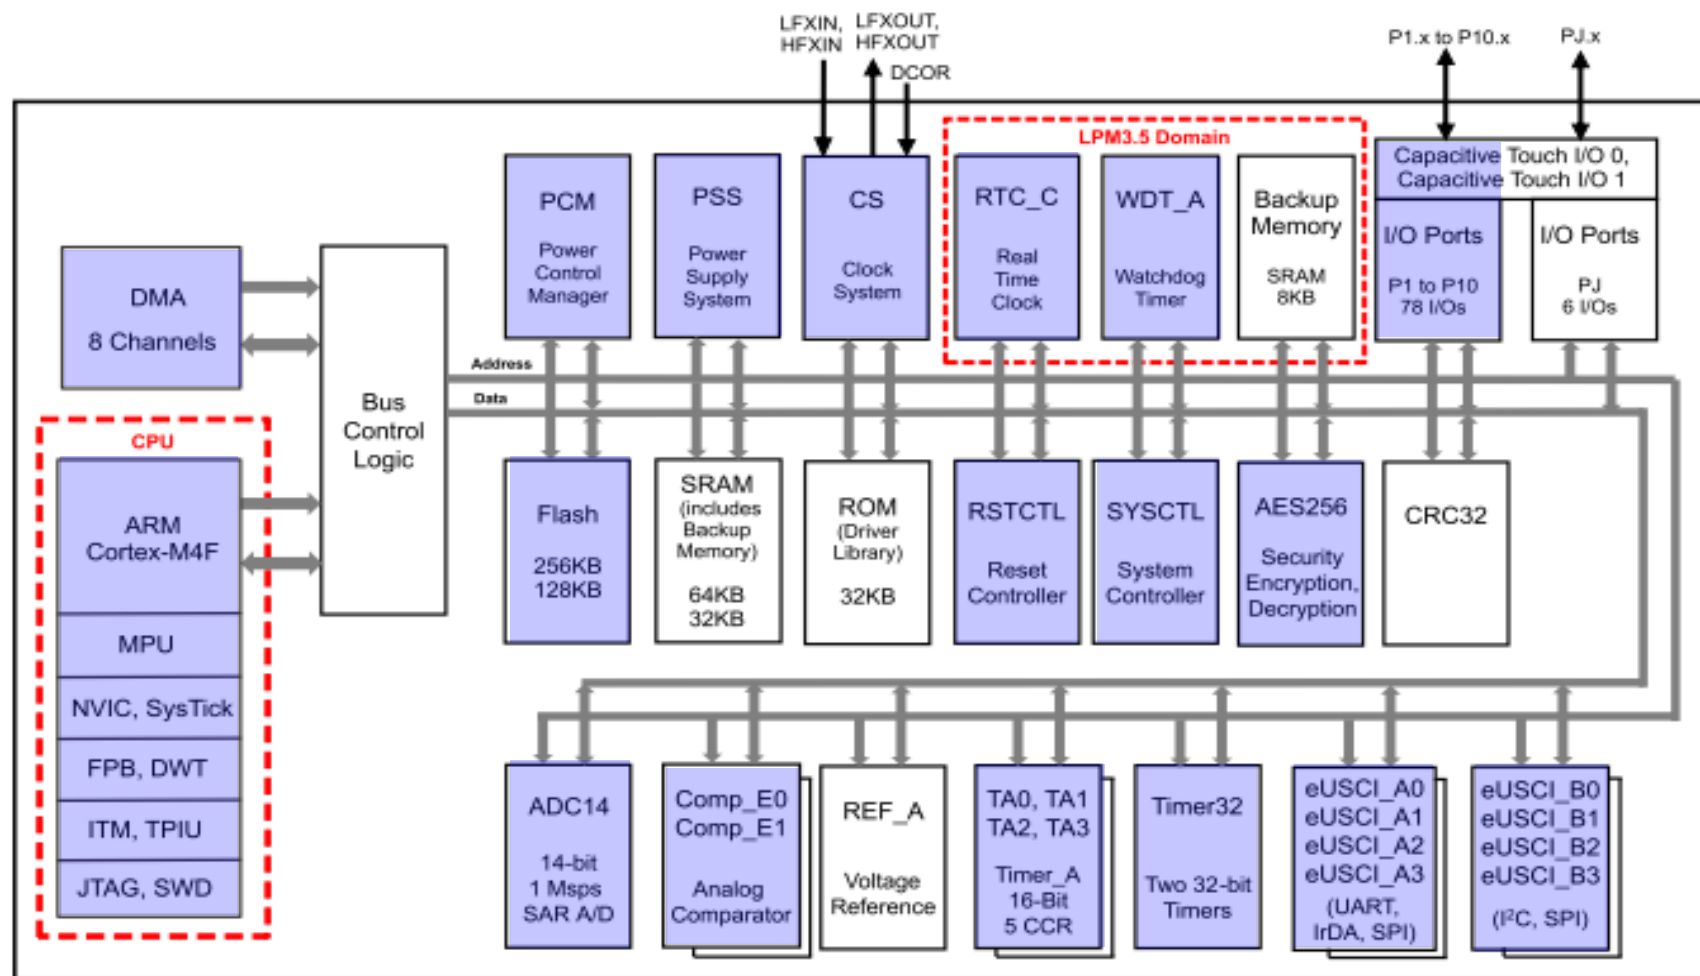 LFXIN,
HFXIN
LFXOUT,
HFXOUT
DCOR
P1.x to P10.x
PJ.x
LPM3.5 Domain
PCM
Power
Control
Manager
PSS
Power
Supply
System
CS
Clock
System
RTC_C
Real
Time
Clock
WDT_A
Watchdog
Timer
Backup
Memory
SRAM
8KB
Capacitive Touch I/O 0,
Capacitive Touch I/O 1
I/O Ports
P1 to P10
78 I/Os
I/O Ports
PJ
6 I/Os
DMA
8 Channels
Bus
Control
Logic
Address
Data
CPU
ARM
Cortex-M4F
MPU
NVIC, SysTick
FPB, DWT
ITM, TPIU
JTAG, SWD
Flash
256KB
128KB
SRAM
(includes
Backup
Memory)
64KB
32KB
ROM
(Driver
Library)
32KB
RSTCTL
Reset
Controller
SYSCTL
System
Controller
AES256
Security
Encryption,
Decryption
CRC32
ADC14
14-bit
1 Msps
SAR A/D
Comp_E0
Comp_E1
Analog
Comparator
REF_A
Voltage
Reference
TA0, TA1
TA2, TA3
Timer_A
16-Bit
5 CCR
Timer32
Two 32-bit
Timers
eUSCI_A0
eUSCI_A1
eUSCI_A2
eUSCI_A3
(UART,
IrDA, SPI)
eUSCI_B0
eUSCI_B1
eUSCI_B2
eUSCI_B3
(I²C, SPI)